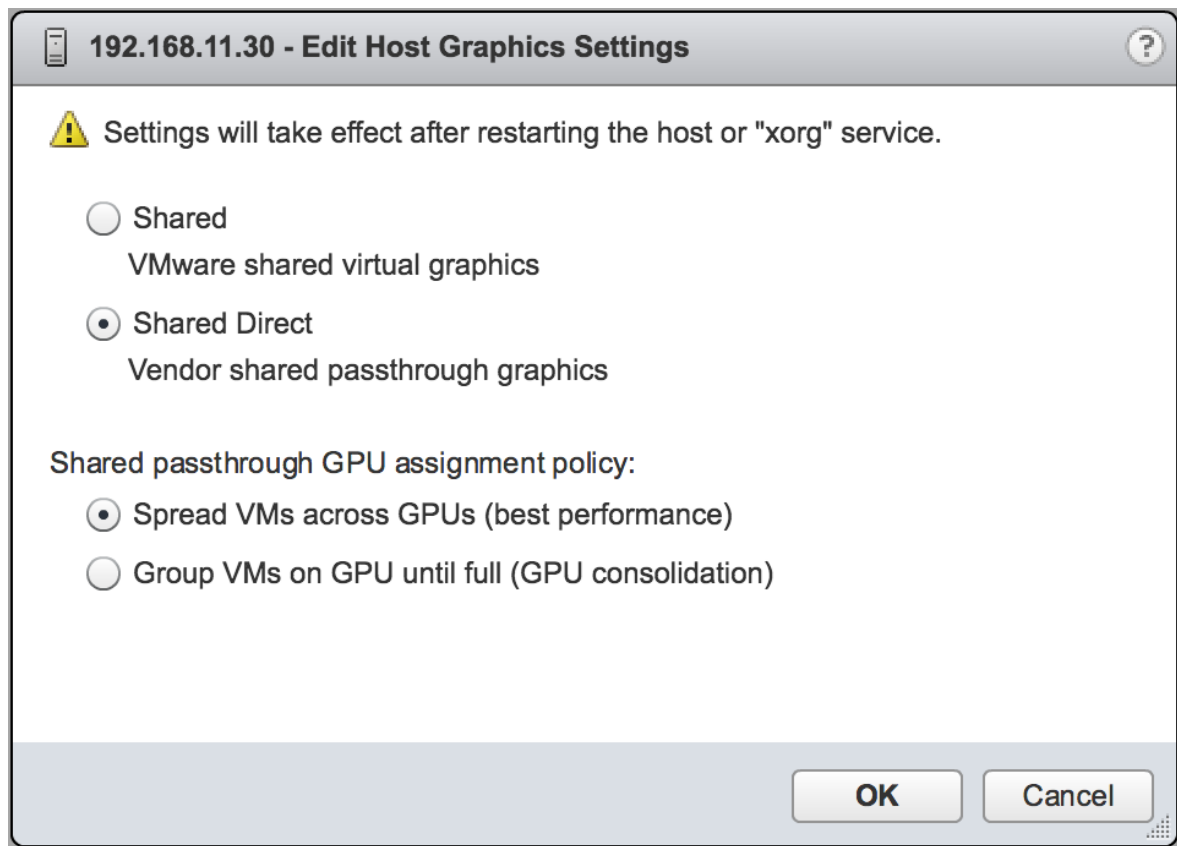 192.168.11.30 - Edit Host Graphics Settings
?
Settings will take effect after restarting the host or "xorg" service.
Shared
VMware shared virtual graphics
Shared Direct
Vendor shared passthrough graphics
Shared passthrough GPU assignment policy:
Spread VMs across GPUs (best performance)
Group VMs on GPU until full (GPU consolidation)
OK Cancel